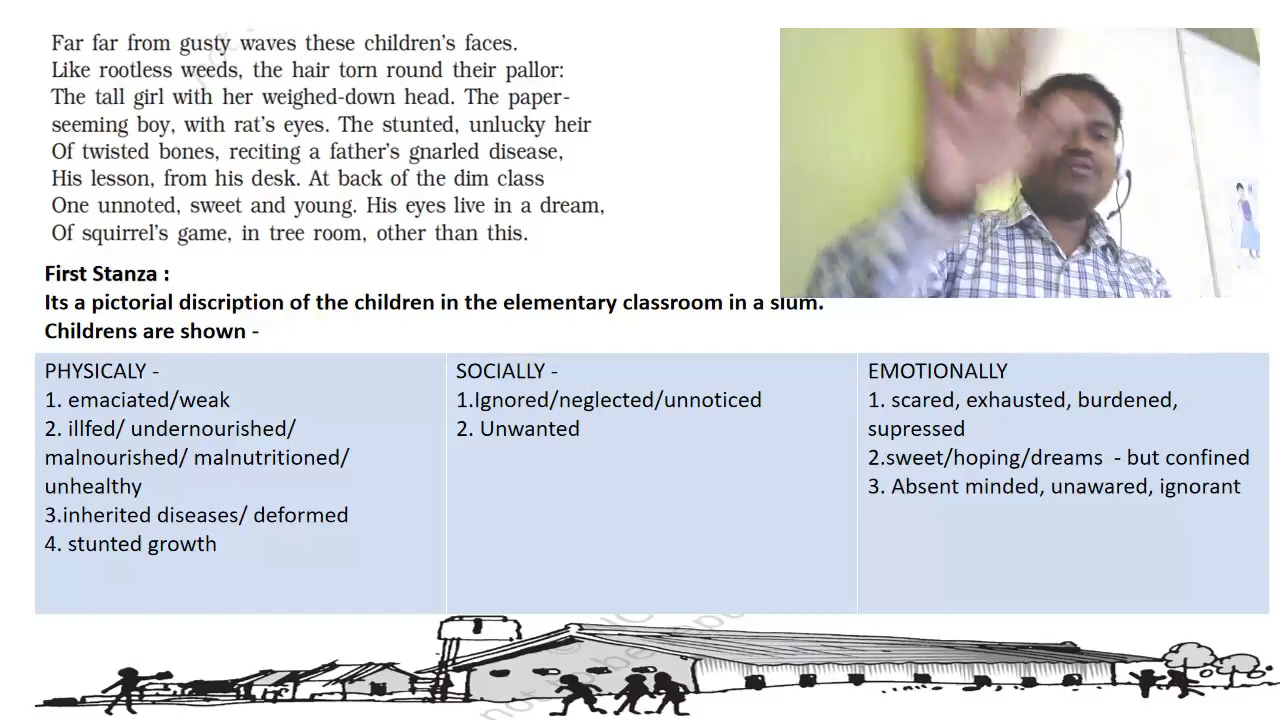 Far far from gusty waves these children's faces.
Like rootless weeds, the hair torn round their pallor:
The tall girl with her weighed-down head. The paper-
seeming boy, with rat's eyes. The stunted, unlucky heir
Of twisted bones, reciting a father's gnarled disease,
His lesson, from his desk. At back of the dim class
One unnoted, sweet and young. His eyes live in a dream,
Of squirrel's game, in tree room, other than this.
First Stanza :
Its a pictorial discription of the children in the elementary classroom in a slum.
Childrens are shown -
PHYSICALY -
1. emaciated/weak
2. illfed/ undernourished/
malnourished/ malnutritioned/
unhealthy
3.inherited diseases/ deformed
4. stunted growth
SOCIALLY -
1.Ignored/neglected/unnoticed
2. Unwanted
EMOTIONALLY
1. scared, exhausted, burdened,
supressed
2.sweet/hoping/dreams - but confined
3. Absent minded, unawared, ignorant